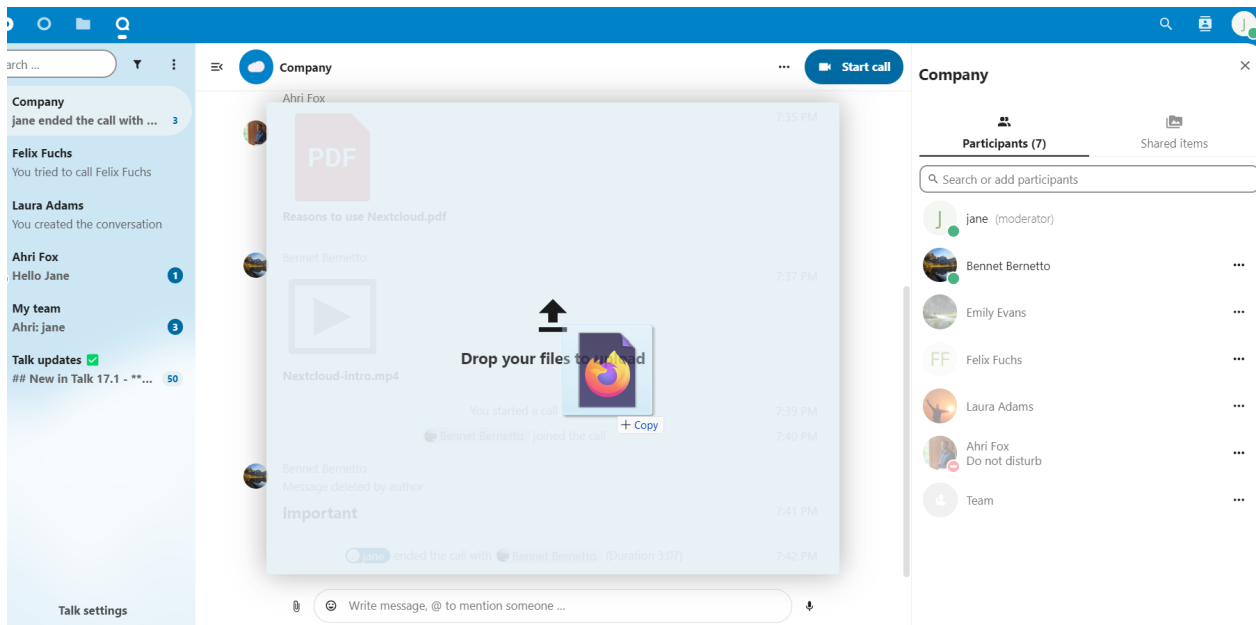 arch ...
Company
jane ended the call with ... 3
Felix Fuchs
You tried to call Felix Fuchs
Laura Adams
You created the conversation
Ahri Fox
Hello Jane 1
My team
Ahri: jane 3
Talk updates ✅
## New in Talk 17.1 - **... 50
Talk settings
Company
Start call
Ahri Fox
7:35 PM
PDF
Reasons to use Nextcloud.pdf
Bennet Bernetto
7:37 PM
Drop your files to upload
Nextcloud-intro.mp4
+ Copy
You started a call 7:39 PM
Bennet Bernetto joined the call 7:40 PM
Bennet Bernetto
Message deleted by author
Important 7:41 PM
jane ended the call with Bennet Bernetto (Duration 3:07) 7:42 PM
Write message, @ to mention someone ...
J
Company
Participants (7)
Shared items
Search or add participants
J jane (moderator)
Bennet Bernetto
Emily Evans
FF Felix Fuchs
Laura Adams
Ahri Fox
Do not disturb
Team